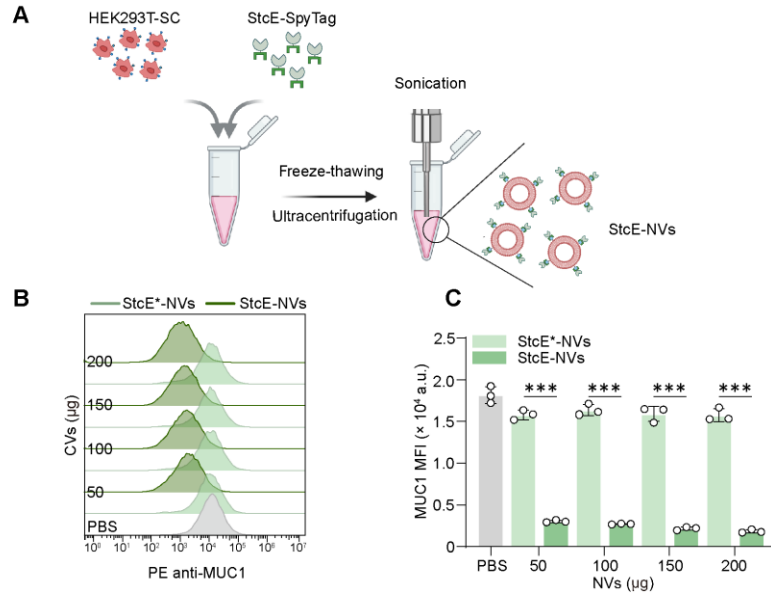 A
HEK293T-SC
StcE-SpyTag
Sonication
Freeze-thawing
Ultracentrifugation
StcE-NVs
B
StcE*-NVs
StcE-NVs
CVs (μg)
200
150
100
50
PBS
10⁰
10¹
10²
10³
10⁴
10⁵
10⁶
10⁷
PE anti-MUC1
C
StcE*-NVs
StcE-NVs
MUC1 MFI (× 10⁴ a.u.)
2.5
2.0
1.5
1.0
0.5
0
*** *** *** ***
PBS 50 100 150 200
NVs (μg)